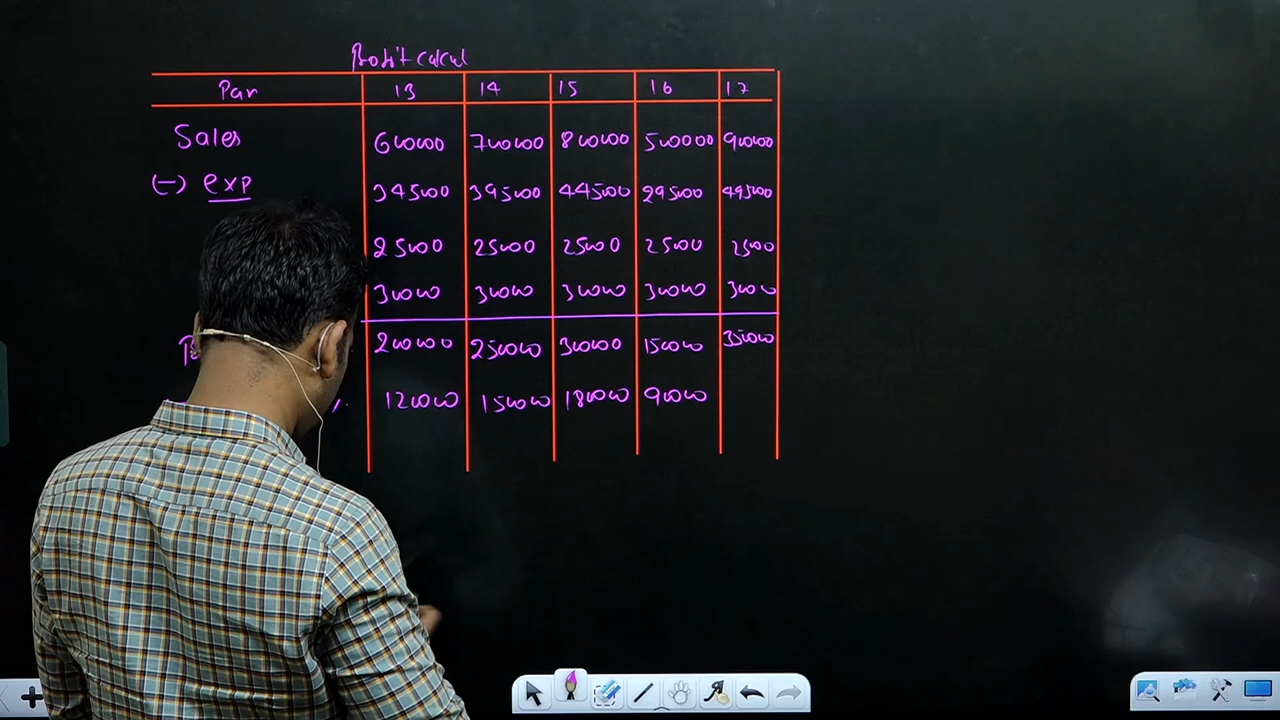 Profit calcul
Par 13 14 15 16 17
Sales 600000 700000 800000 500000 900000
(-) exp 345000 395000 445000 295000 495000
25000 25000 25000 25000 25000
30000 30000 30000 30000 30000
200000 250000 300000 150000 350000
120000 150000 180000 90000